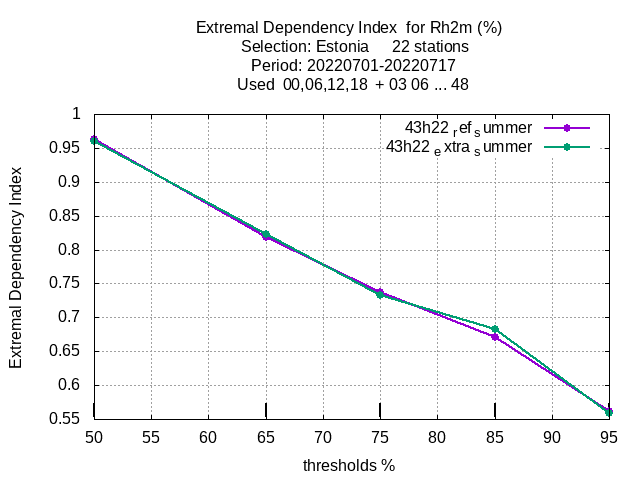 Extremal Dependency Index for Rh2m (%)
Selection: Estonia 22 stations
Period: 20220701-20220717
Used 00,06,12,18 + 03 06 ... 48
43h22 ref summer
43h22 extra summer
Extremal Dependency Index
1
0.95
0.9
0.85
0.8
0.75
0.7
0.65
0.6
0.55
50 55 60 65 70 75 80 85 90 95
thresholds %